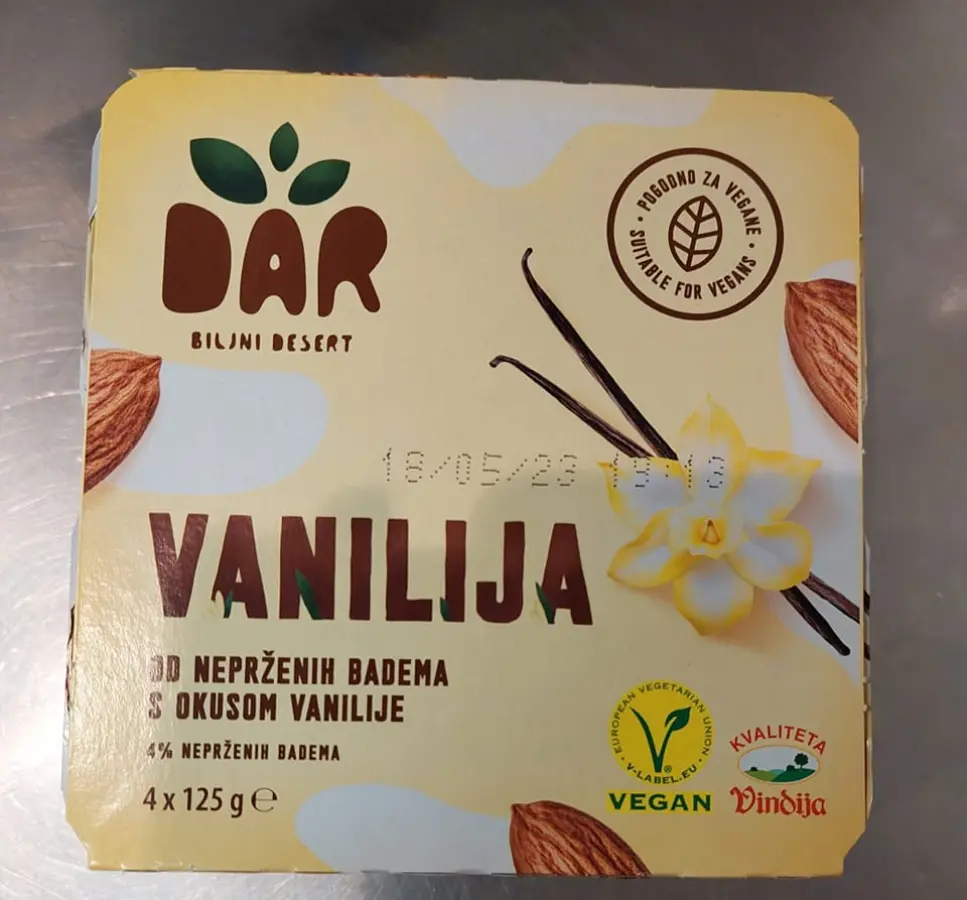 DAR
BILJNI DESERT
POGODNO ZA VEGANE
SUITABLE FOR VEGANS
18/05/23
VANILIJA
OD NEPRŽENIH BADEMA
S OKUSOM VANILIJE
4% NEPRŽENIH BADEMA
4 x 125 g ℮
EUROPEAN VEGETARIAN UNION
V-LABEL.EU
VEGAN
KVALITETA
Vindija